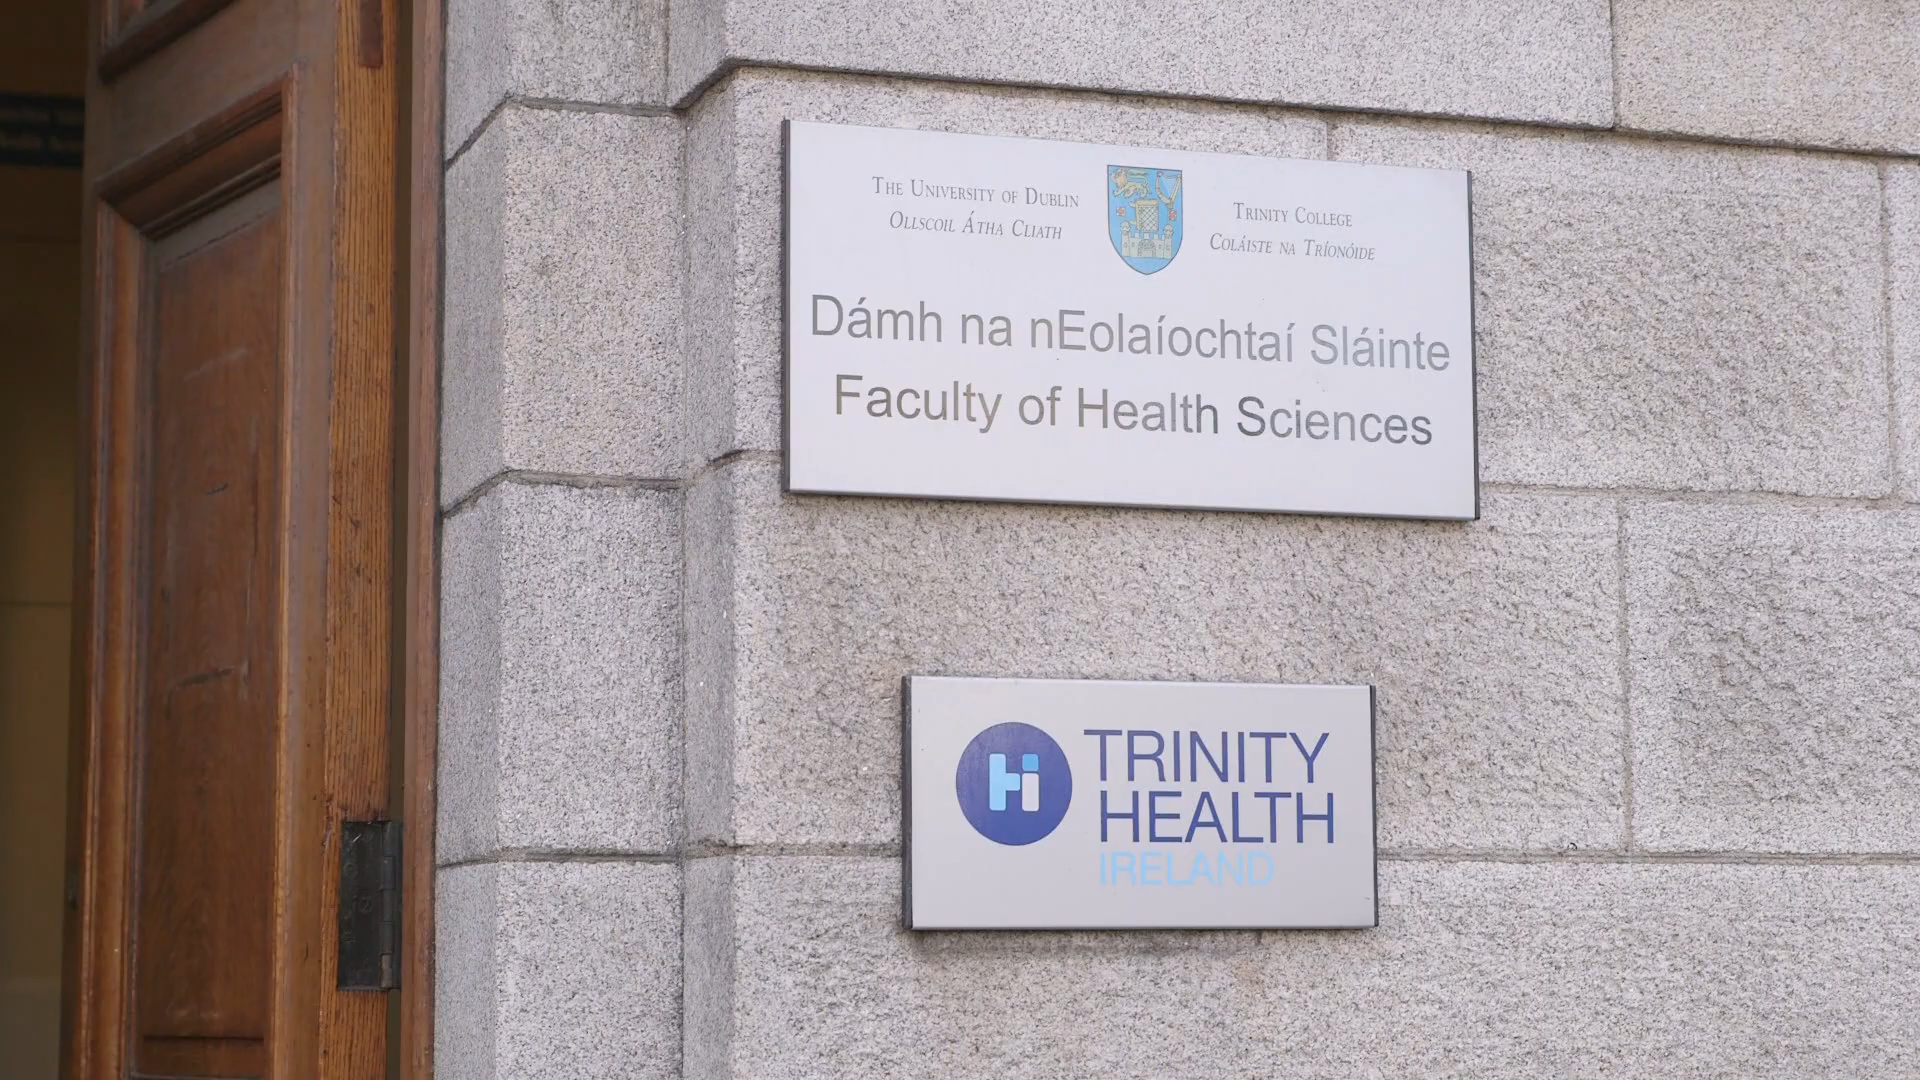 The University of Dublin
Ollscoil Átha Cliath
Trinity College
Coláiste na Tríonóide
Dámh na nEolaíochtaí Sláinte
Faculty of Health Sciences
TRINITY
HEALTH
IRELAND